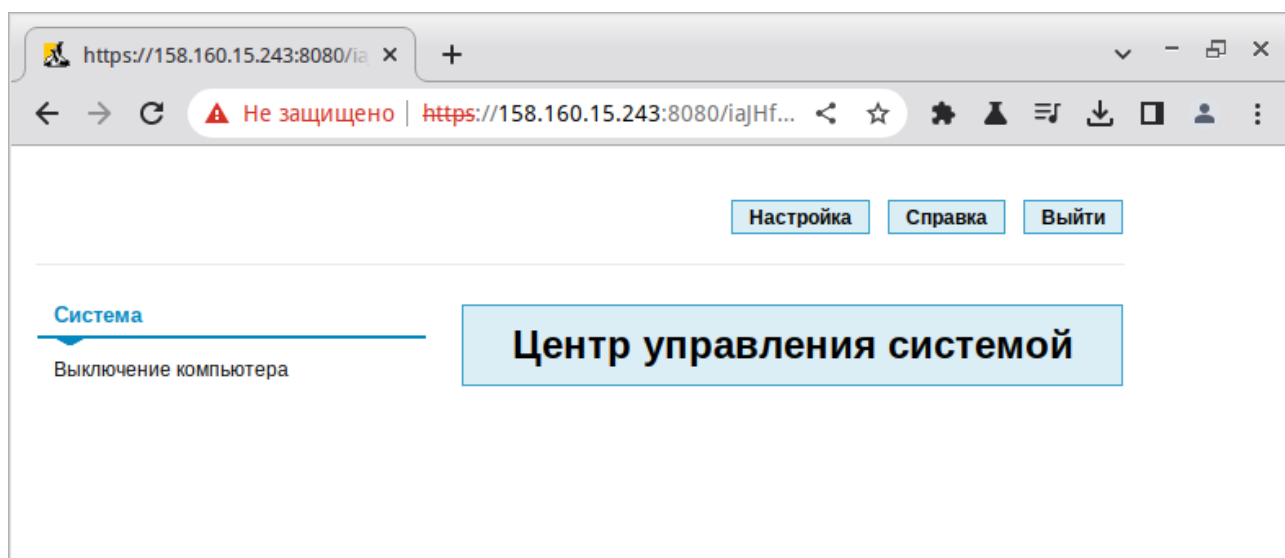 https://158.160.15.243:8080/ia
Не защищено https://158.160.15.243:8080/iaJHf...
Настройка Справка Выйти
Система
Центр управления системой
Выключение компьютера